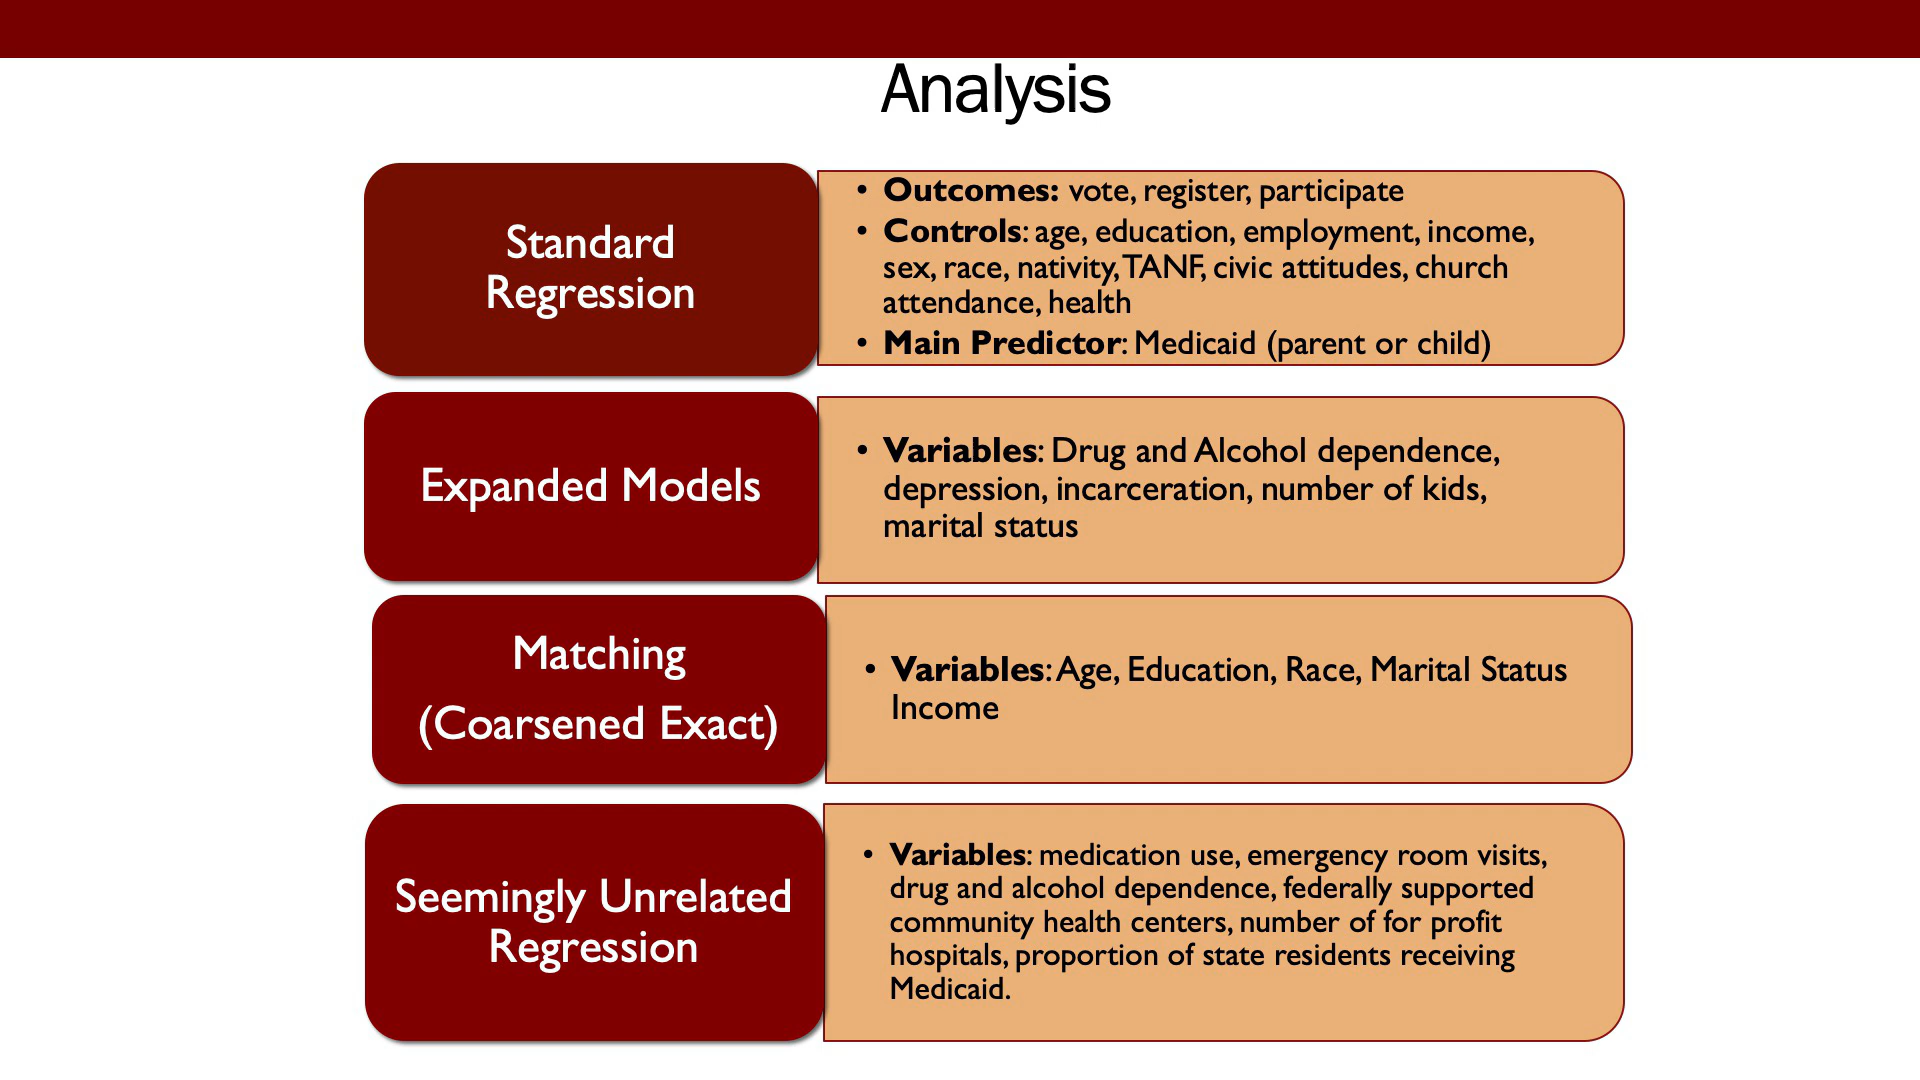 Analysis
Standard
Regression
• Outcomes: vote, register, participate
• Controls: age, education, employment, income,
sex, race, nativity, TANF, civic attitudes, church
attendance, health
• Main Predictor: Medicaid (parent or child)
Expanded Models
• Variables: Drug and Alcohol dependence,
depression, incarceration, number of kids,
marital status
Matching
(Coarsened Exact)
• Variables: Age, Education, Race, Marital Status
Income
Seemingly Unrelated
Regression
• Variables: medication use, emergency room visits,
drug and alcohol dependence, federally supported
community health centers, number of for profit
hospitals, proportion of state residents receiving
Medicaid.